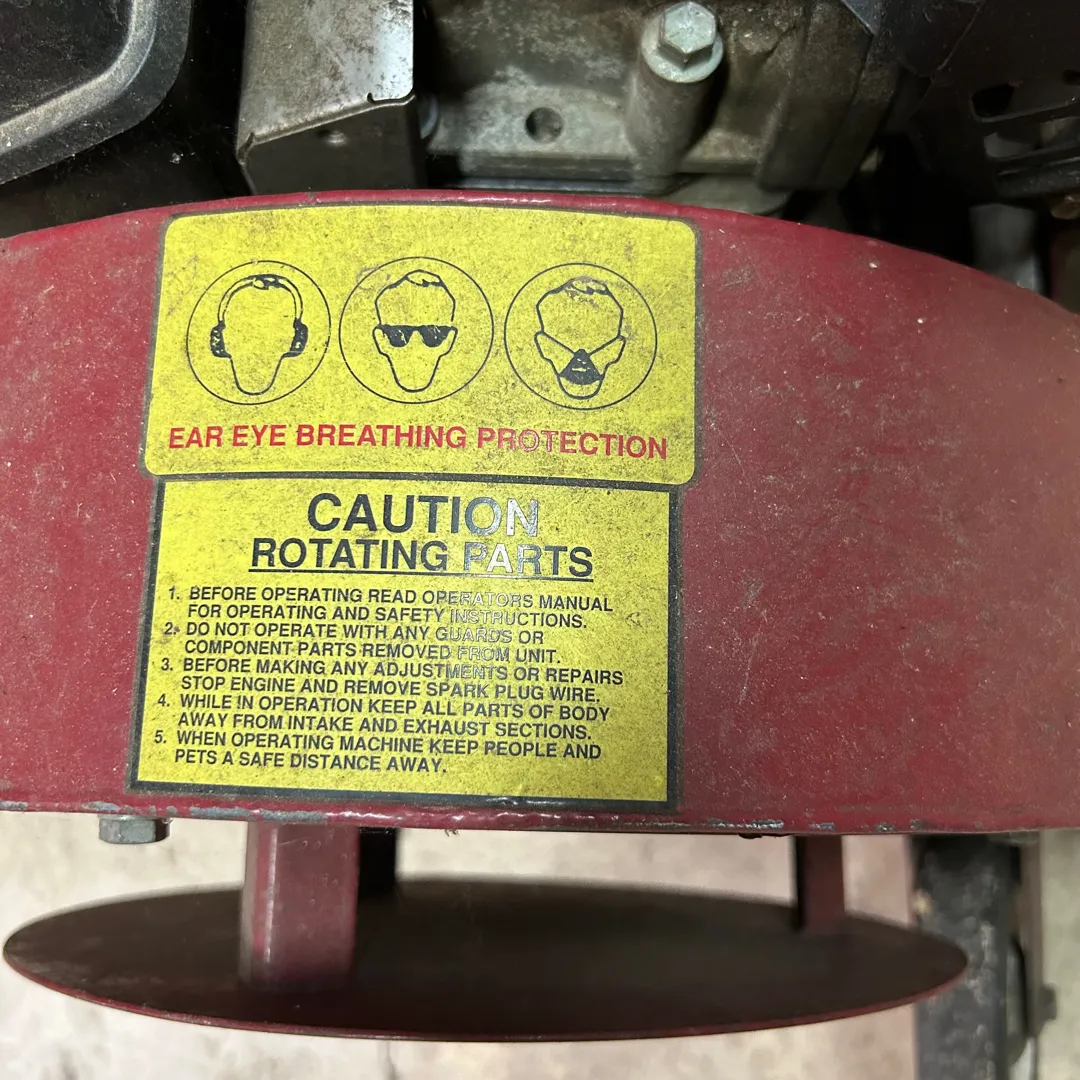 EAR EYE BREATHING PROTECTION
CAUTION
ROTATING PARTS
1. BEFORE OPERATING READ OPERATORS MANUAL
FOR OPERATING AND SAFETY INSTRUCTIONS.
2. DO NOT OPERATE WITH ANY GUARDS OR
COMPONENT PARTS REMOVED FROM UNIT.
3. BEFORE MAKING ANY ADJUSTMENTS OR REPAIRS
STOP ENGINE AND REMOVE SPARK PLUG WIRE.
4. WHILE IN OPERATION KEEP ALL PARTS OF BODY
AWAY FROM INTAKE AND EXHAUST SECTIONS.
5. WHEN OPERATING MACHINE KEEP PEOPLE AND
PETS A SAFE DISTANCE AWAY.